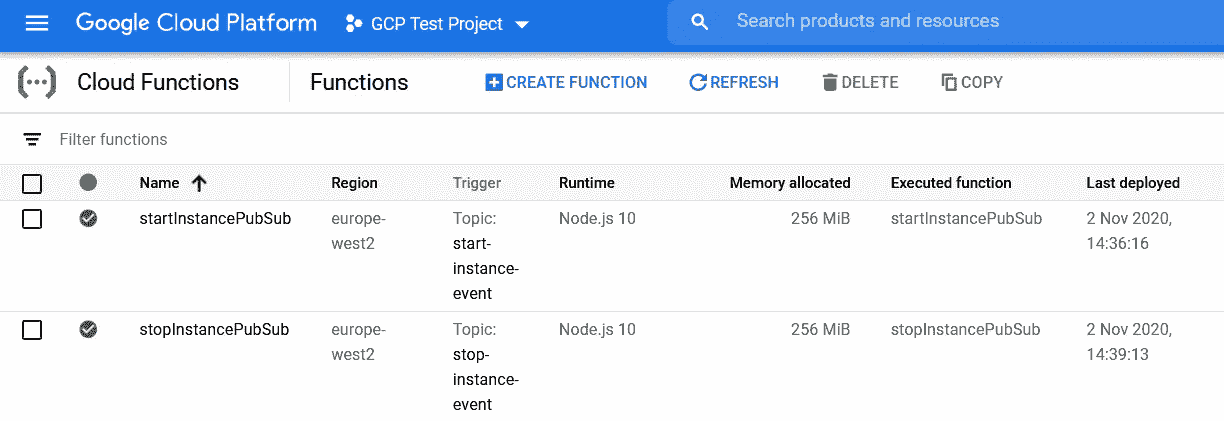 Google Cloud Platform GCP Test Project Search products and resources
Cloud Functions Functions CREATE FUNCTION REFRESH DELETE COPY
Filter functions
Name Region Trigger Runtime Memory allocated Executed function Last deployed
startInstancePubSub europe- Topic: Node.js 10 256 MiB startInstancePubSub 2 Nov 2020,
west2 start- 14:36:16
instance-
event
stopInstancePubSub europe- Topic: Node.js 10 256 MiB stopInstancePubSub 2 Nov 2020,
west2 stop- 14:39:13
instance-
event